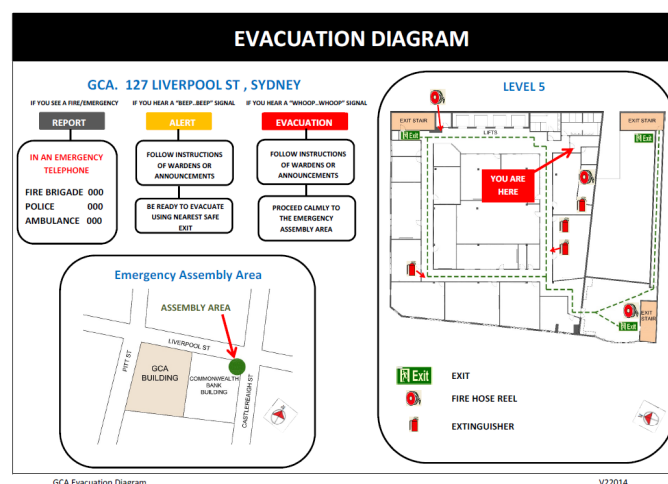 EVACUATION DIAGRAM
GCA. 127 LIVERPOOL ST , SYDNEY
IF YOU SEE A FIRE/EMERGENCY
REPORT
IN AN EMERGENCY
TELEPHONE
FIRE BRIGADE 000
POLICE 000
AMBULANCE 000
IF YOU HEAR A "BEEP..BEEP" SIGNAL
ALERT
FOLLOW INSTRUCTIONS
OF WARDENS OR
ANNOUNCEMENTS
BE READY TO EVACUATE
USING NEAREST SAFE
EXIT
IF YOU HEAR A "WHOOP..WHOOP" SIGNAL
EVACUATION
FOLLOW INSTRUCTIONS
OF WARDENS OR
ANNOUNCEMENTS
PROCEED CALMLY TO
THE EMERGENCY
ASSEMBLY AREA
Emergency Assembly Area
ASSEMBLY AREA
LIVERPOOL ST
PITT ST
GCA
BUILDING
COMMONWEALTH
BANK
BUILDING
CASTLEREAIGH ST
LEVEL 5
EXIT STAIR
Exit
LIFTS
EXIT STAIR
Exit
YOU ARE
HERE
EXIT
STAIR
Exit
Exit EXIT
FIRE HOSE REEL
EXTINGUISHER
GCA Evacuation Diagram
V22014